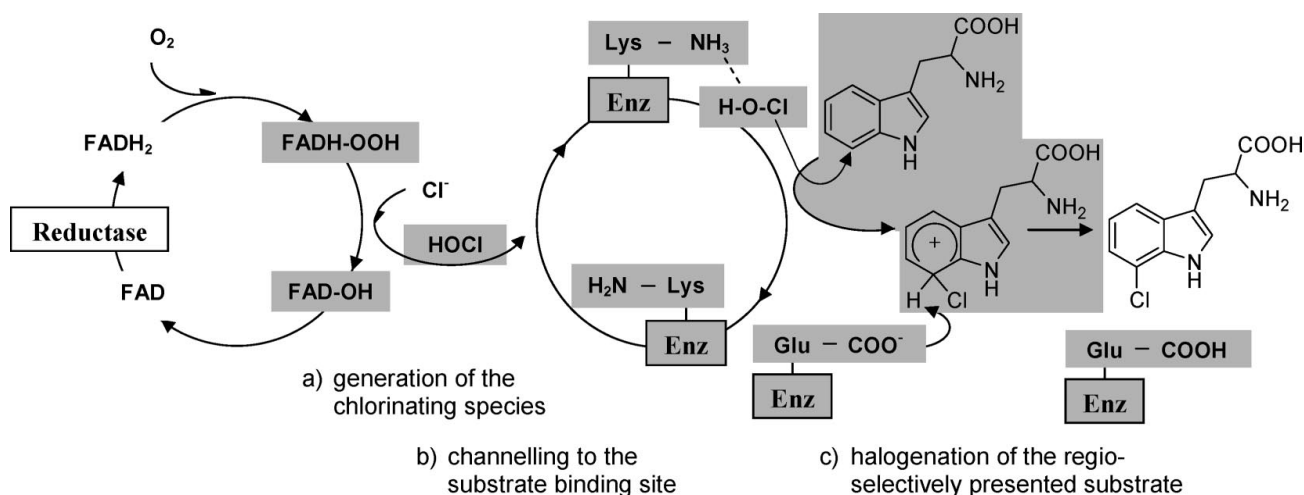 O₂
FADH₂
FADH-OOH
Reductase
FAD
FAD-OH
Cl⁻
HOCl
Lys – NH₃
Enz
H-O-Cl
H₂N – Lys
Enz
COOH
NH₂
N
H
COOH
NH₂
+
N
H
H
Cl
COOH
NH₂
N
H
Cl
Glu – COO⁻
Enz
Glu – COOH
Enz
a) generation of the
chlorinating species
b) channelling to the
substrate binding site
c) halogenation of the regio-
selectively presented substrate